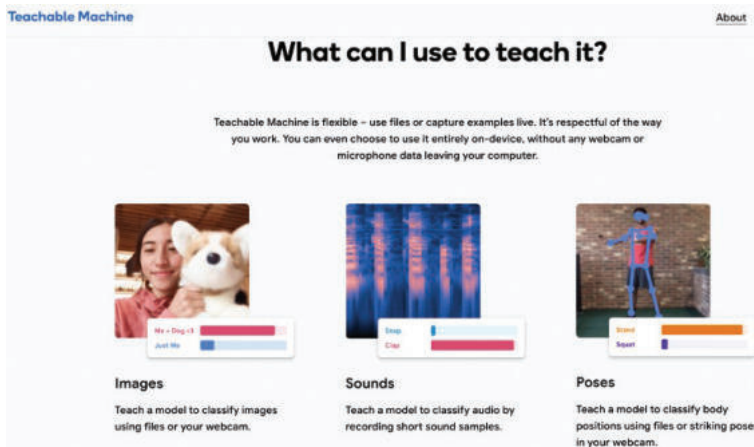 Teachable Machine
About
What can I use to teach it?
Teachable Machine is flexible – use files or capture examples live. It's respectful of the way
you work. You can even choose to use it entirely on-device, without any webcam or
microphone data leaving your computer.
Me + Dog <3
Just Me
Snap
Clap
Stand
Squat
Images
Teach a model to classify images
using files or your webcam.
Sounds
Teach a model to classify audio by
recording short sound samples.
Poses
Teach a model to classify body
positions using files or striking pose
in your webcam.